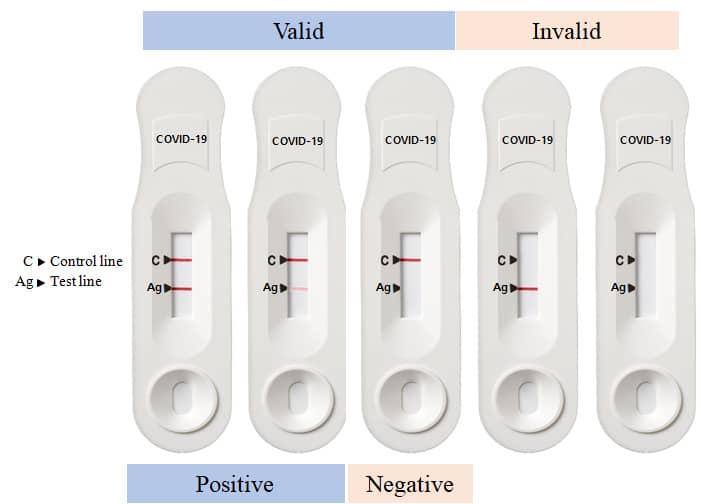 Valid Invalid
COVID-19 COVID-19 COVID-19 COVID-19 COVID-19
C ▶ Control line C▶ C▶ C▶ C▶ C▶
Ag ▶ Test line Ag▶ Ag▶ Ag▶ Ag▶ Ag▶
Positive Negative